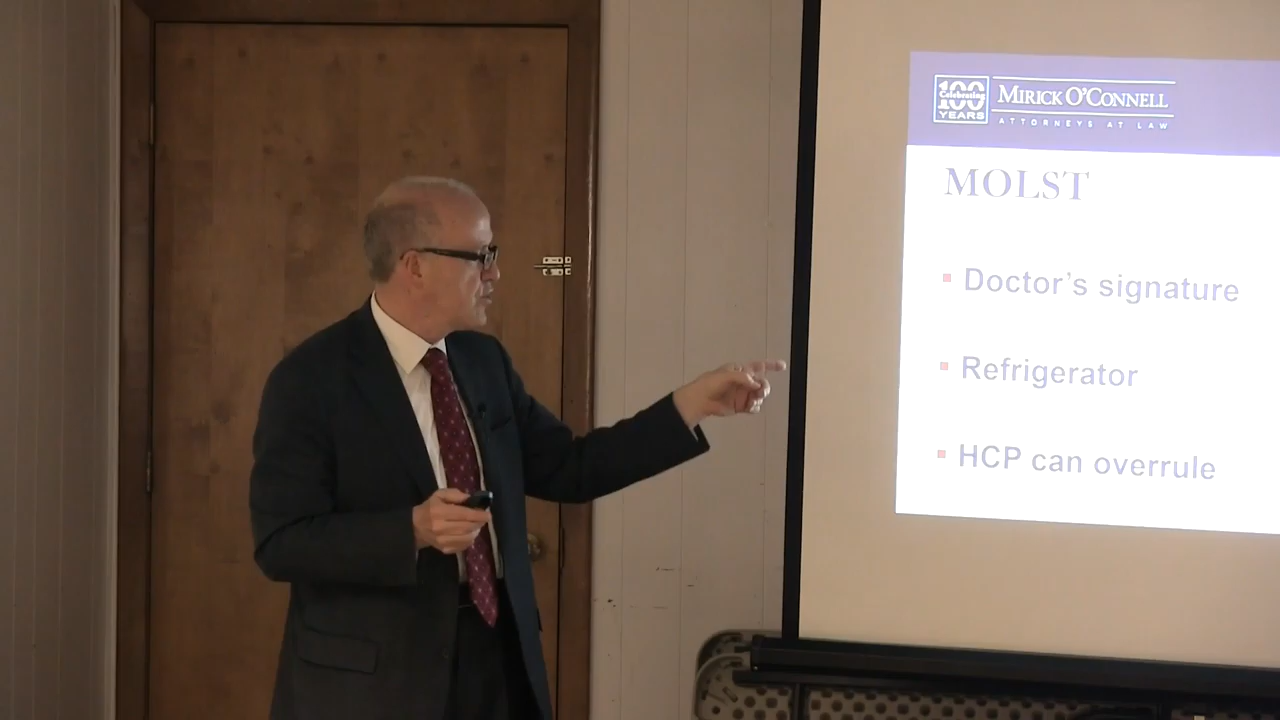 Celebrating
100
YEARS
MIRICK O'CONNELL
ATTORNEYS AT LAW
MOLST
Doctor's signature
Refrigerator
HCP can overrule